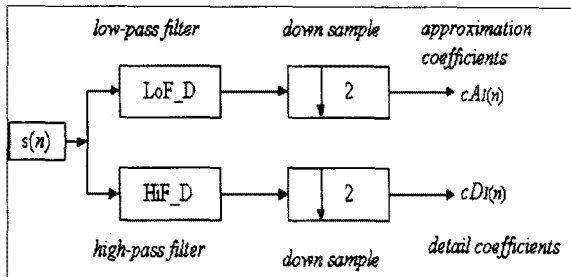 low-pass filter down sample approximation
coefficients
LoF_D 2 cA1(n)
s(n)
HiF_D 2 cD1(n)
high-pass filter down sample detail coefficients